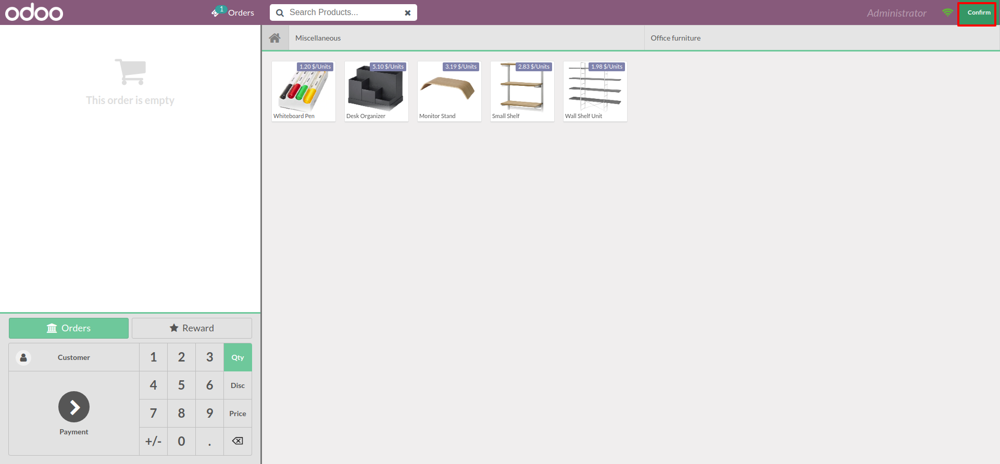 odoo
1
Orders
Search Products...
Administrator
Confirm
Miscellaneous
Office furniture
This order is empty
1.20 $/Units
Whiteboard Pen
5.10 $/Units
Desk Organizer
3.19 $/Units
Monitor Stand
2.83 $/Units
Small Shelf
1.98 $/Units
Wall Shelf Unit
Orders
Reward
Customer
1 2 3 Qty
4 5 6 Disc
7 8 9 Price
+/- 0 .
Payment